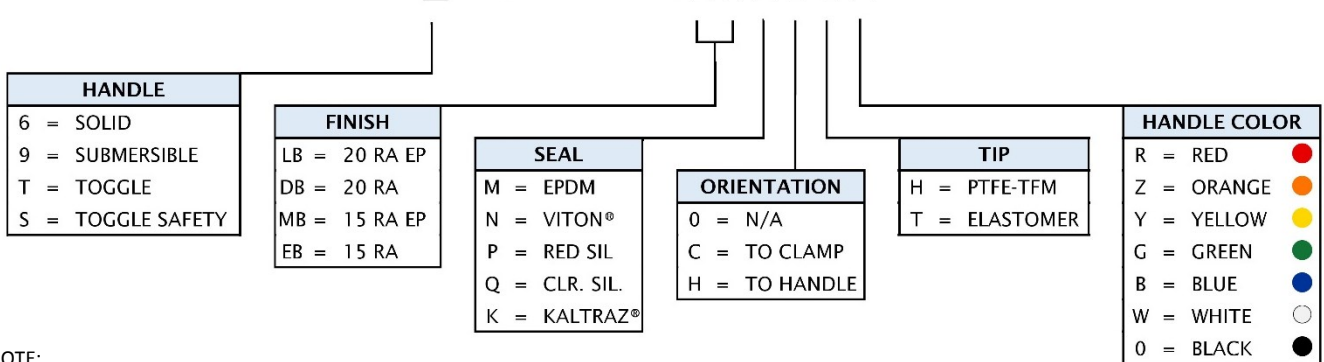 HANDLE
6 = SOLID
9 = SUBMERSIBLE
T = TOGGLE
S = TOGGLE SAFETY
FINISH
LB = 20 RA EP
DB = 20 RA
MB = 15 RA EP
EB = 15 RA
SEAL
M = EPDM
N = VITON®
P = RED SIL
Q = CLR. SIL.
K = KALTRAZ®
ORIENTATION
0 = N/A
C = TO CLAMP
H = TO HANDLE
TIP
H = PTFE-TFM
T = ELASTOMER
HANDLE COLOR
R = RED
Z = ORANGE
Y = YELLOW
G = GREEN
B = BLUE
W = WHITE
0 = BLACK
OTE: